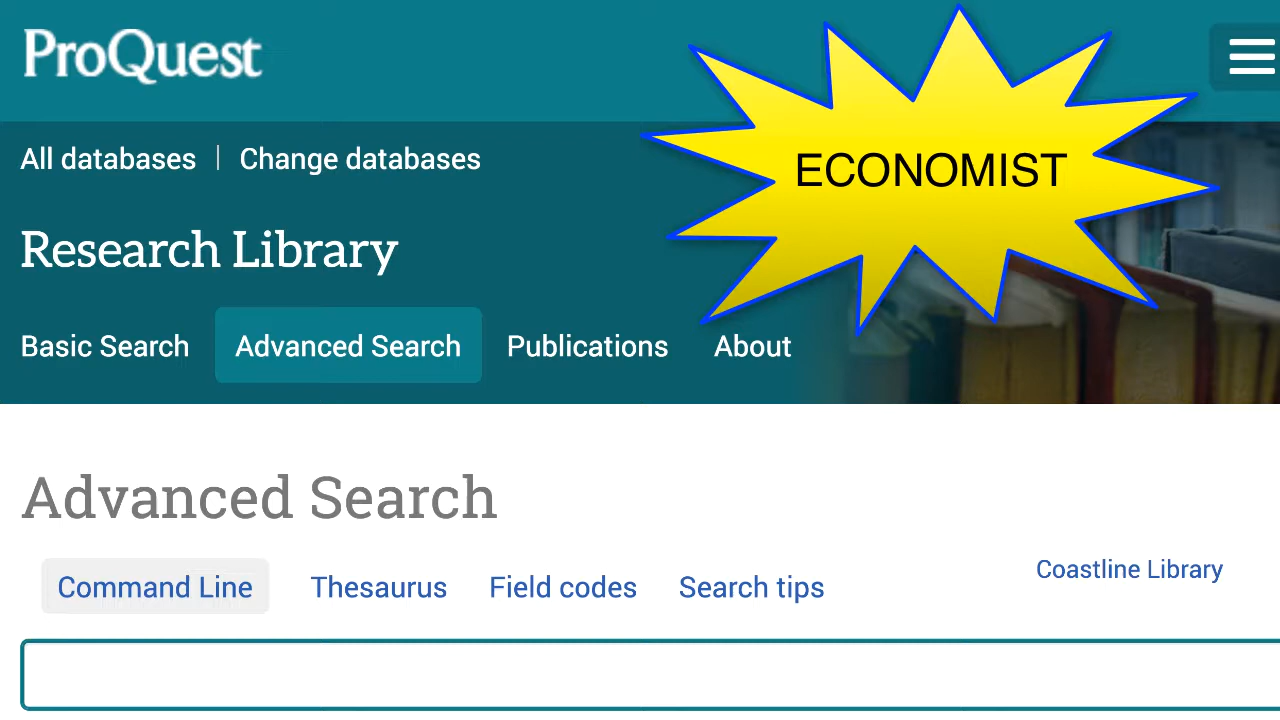 ProQuest
All databases | Change databases
ECONOMIST
Research Library
Basic Search Advanced Search Publications About
Advanced Search
Command Line Thesaurus Field codes Search tips
Coastline Library